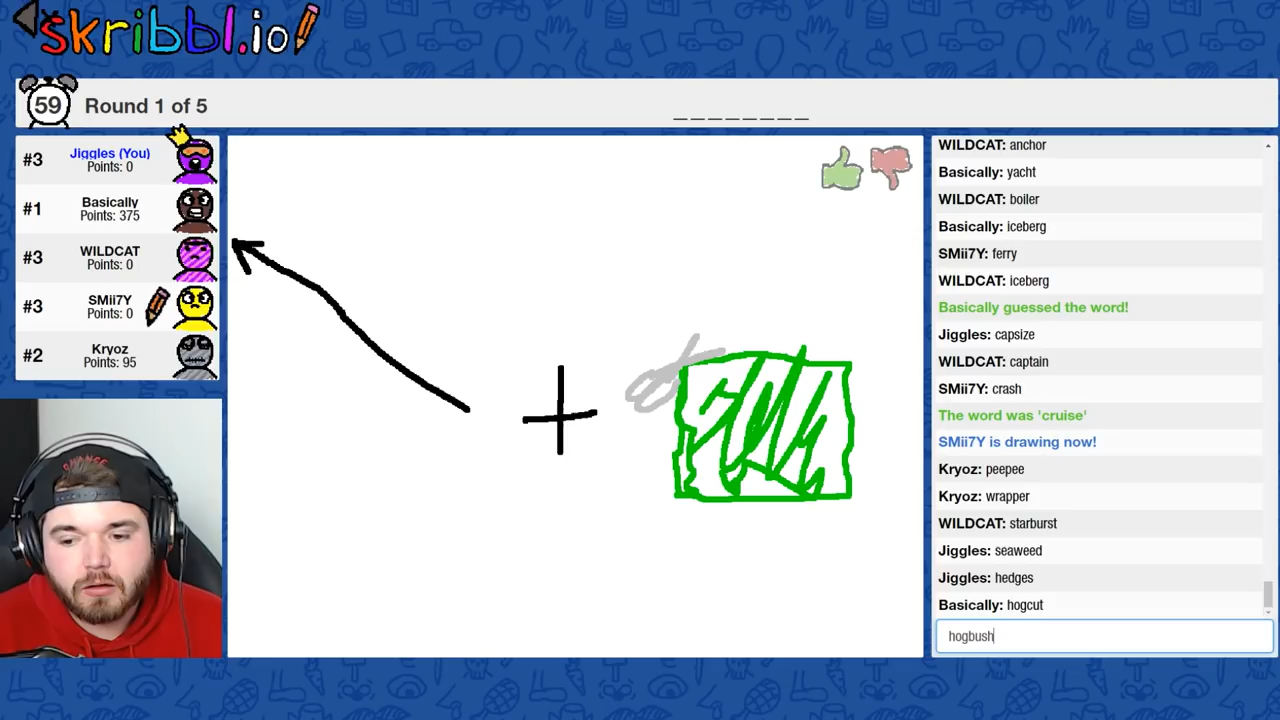 skribbl.io
59
Round 1 of 5
________
#3
Jiggles (You)
Points: 0
#1
Basically
Points: 375
#3
WILDCAT
Points: 0
#3
SMii7Y
Points: 0
#2
Kryoz
Points: 95
WILDCAT: anchor
Basically: yacht
WILDCAT: boiler
Basically: iceberg
SMii7Y: ferry
WILDCAT: iceberg
Basically guessed the word!
Jiggles: capsize
WILDCAT: captain
SMii7Y: crash
The word was 'cruise'
SMii7Y is drawing now!
Kryoz: peepee
Kryoz: wrapper
WILDCAT: starburst
Jiggles: seaweed
Jiggles: hedges
Basically: hogcut
hogbush